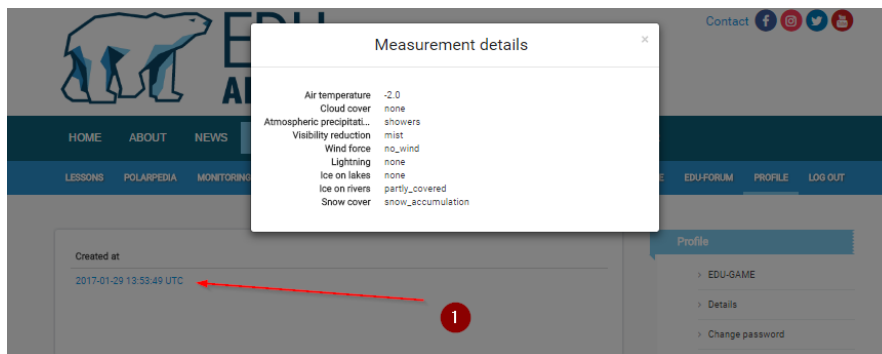 Contact
EDU
Measurement details
×
Air temperature -2.0
Cloud cover none
Atmospheric precipitati... showers
Visibility reduction mist
Wind force no_wind
Lightning none
Ice on lakes none
Ice on rivers partly_covered
Snow cover snow_accumulation
HOME ABOUT NEWS
LESSONS POLARPEDIA MONITORING EDU-FORUM PROFILE LOG OUT
Created at
2017-01-29 13:53:49 UTC
1
Profile
> EDU-GAME
> Details
> Change password